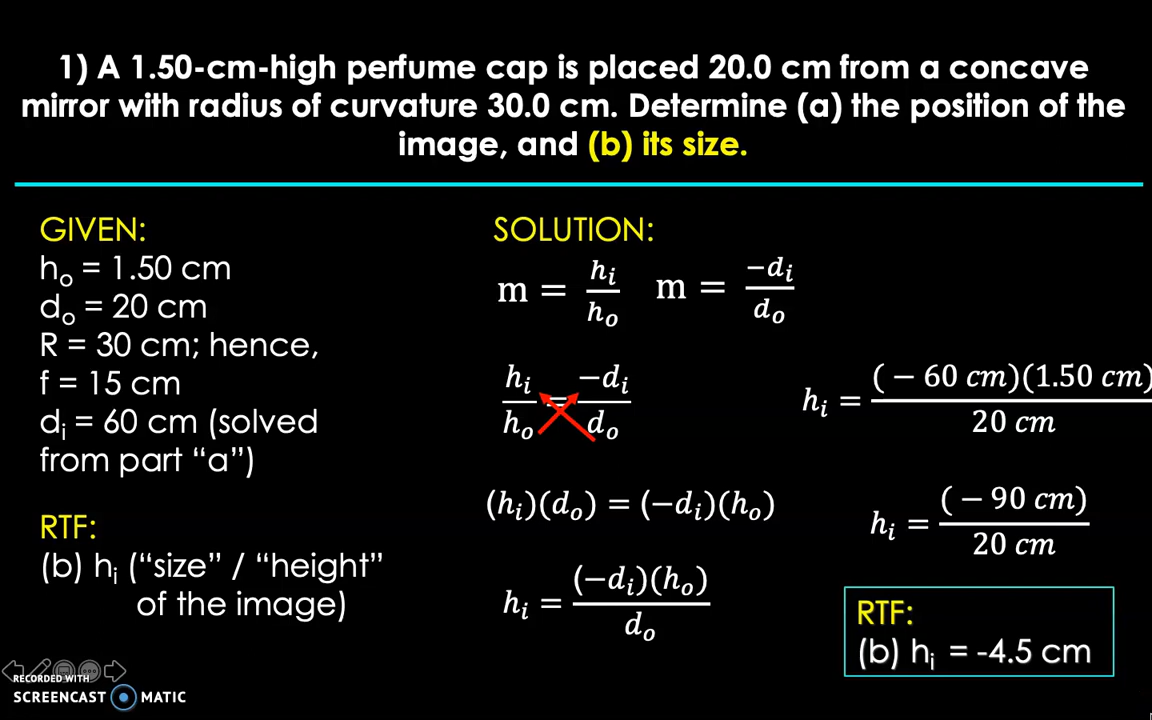 1) A 1.50-cm-high perfume cap is placed 20.0 cm from a concave
mirror with radius of curvature 30.0 cm. Determine (a) the position of the
image, and (b) its size.
GIVEN:
hₒ = 1.50 cm
dₒ = 20 cm
R = 30 cm; hence,
f = 15 cm
dᵢ = 60 cm (solved
from part “a”)
RTF:
(b) hᵢ (“size” / “height”
of the image)
SOLUTION:
m = hᵢ/hₒ m = −dᵢ/dₒ
hᵢ/hₒ = −dᵢ/dₒ
(hᵢ)(dₒ) = (−dᵢ)(hₒ)
hᵢ = (−dᵢ)(hₒ)/dₒ
hᵢ = (− 60 cm)(1.50 cm)/20 cm
hᵢ = (− 90 cm)/20 cm
RTF:
(b) hᵢ = -4.5 cm
RECORDED WITH
SCREENCAST MATIC